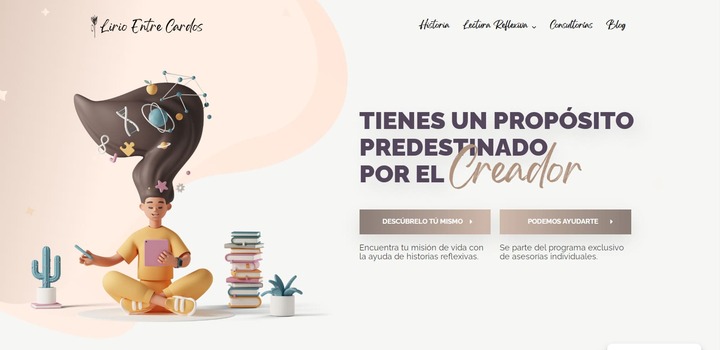 Lirio Entre Cardos
Historia Lectura Reflexiva Consultorías Blog
TIENES UN PROPÓSITO
PREDESTINADO
POR EL Creador
DESCÚBRELO TÚ MISMO
PODEMOS AYUDARTE
Encuentra tu misión de vida con
la ayuda de historias reflexivas.
Se parte del programa exclusivo
de asesorías individuales.